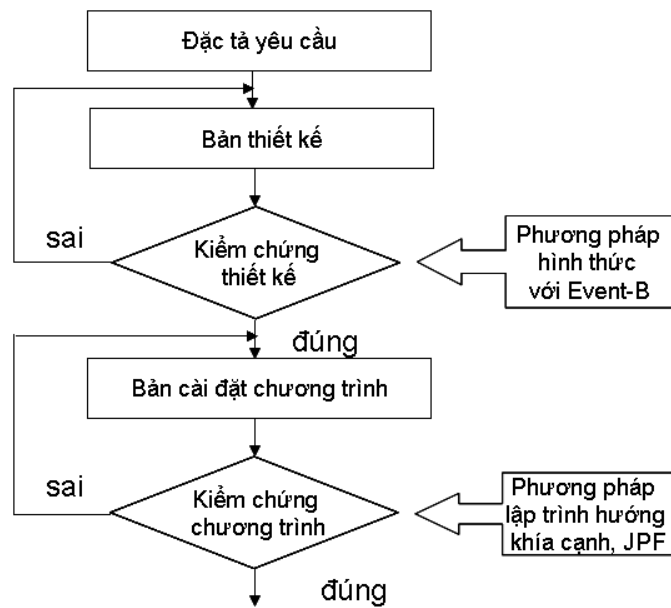 Đặc tả yêu cầu
Bản thiết kế
sai
Kiểm chứng
thiết kế
Phương pháp
hình thức
với Event-B
đúng
Bản cài đặt chương trình
sai
Kiểm chứng
chương trình
Phương pháp
lập trình hướng
khía cạnh, JPF
đúng